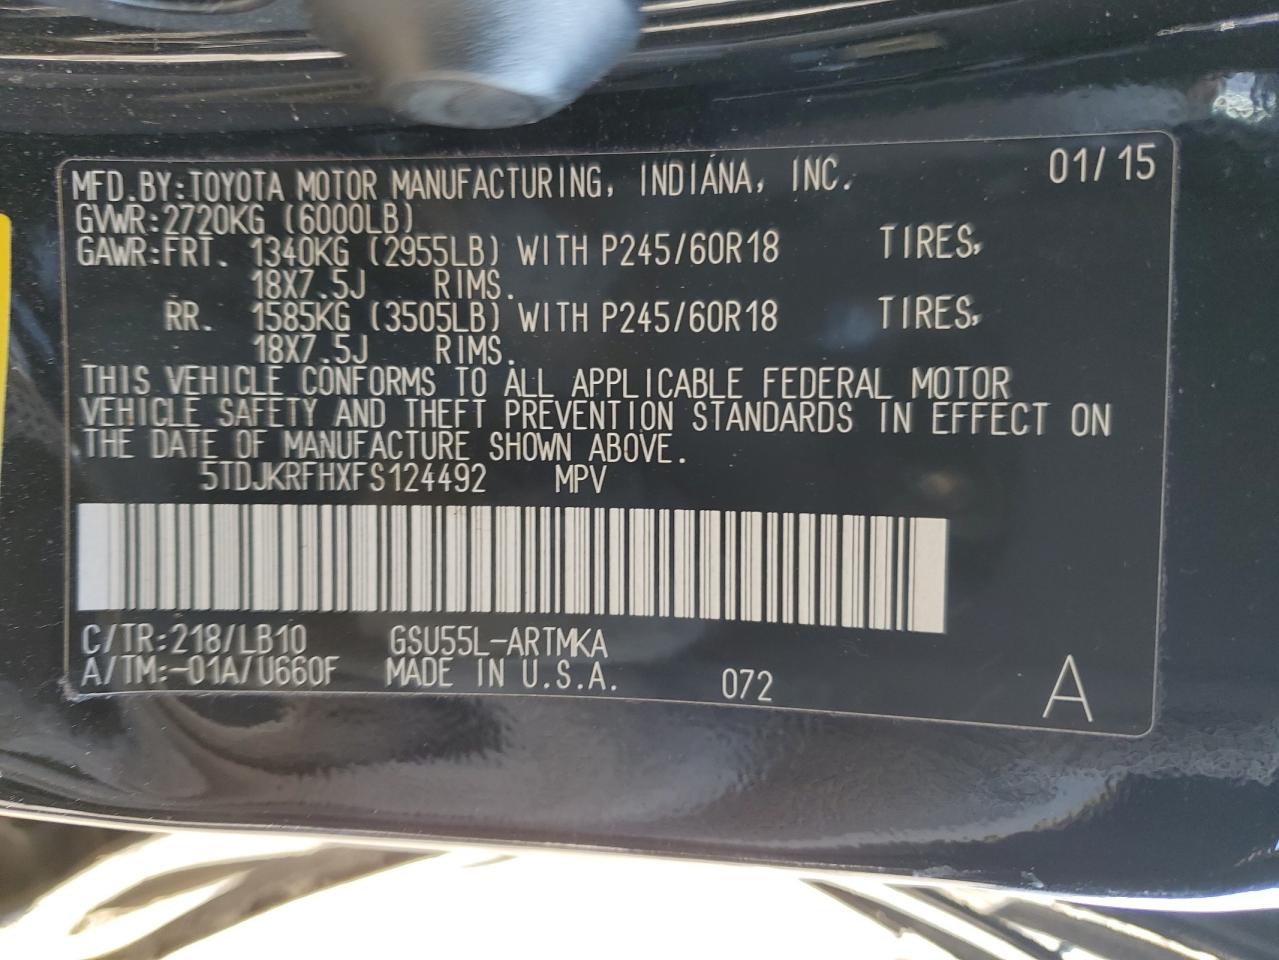 MFD.BY:TOYOTA MOTOR MANUFACTURING, INDIANA, INC. 01/15
GVWR:2720KG (6000LB)
GAWR:FRT. 1340KG (2955LB) WITH P245/60R18 TIRES,
18X7.5J RIMS.
RR. 1585KG (3505LB) WITH P245/60R18 TIRES,
18X7.5J RIMS.
THIS VEHICLE CONFORMS TO ALL APPLICABLE FEDERAL MOTOR
VEHICLE SAFETY AND THEFT PREVENTION STANDARDS IN EFFECT ON
THE DATE OF MANUFACTURE SHOWN ABOVE.
5TDJKRFHXFS124492 MPV
C/TR:218/LB10 GSU55L-ARTMKA
A/TM:-01A/U660F MADE IN U.S.A. 072 A